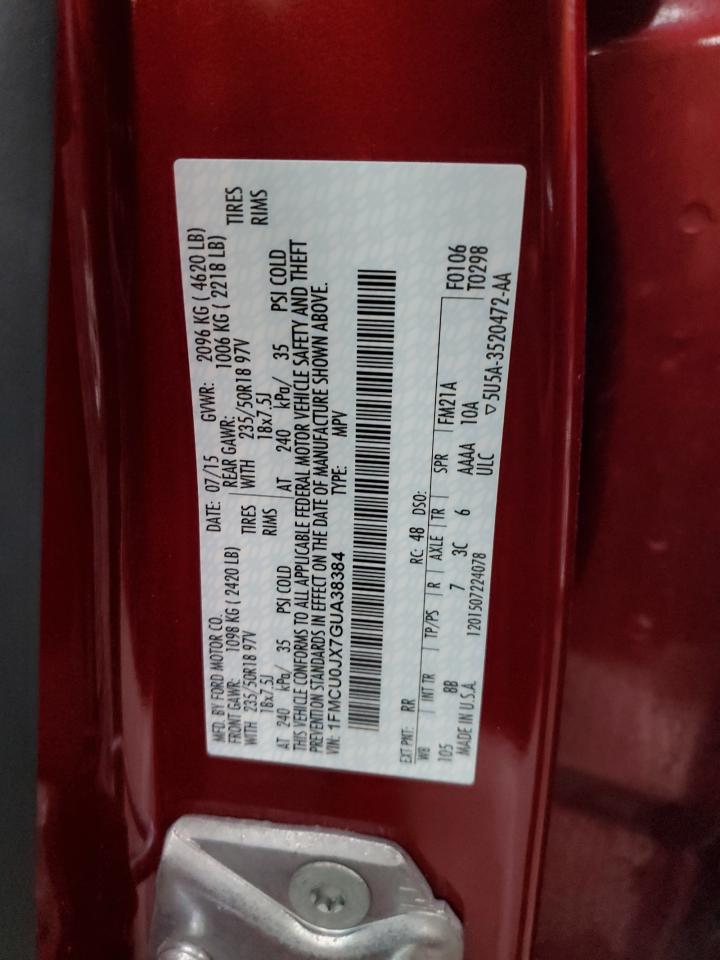 MFD. BY FORD MOTOR CO.
DATE: 07/15 GVWR: 2096 KG ( 4620 LB)
FRONT GAWR: 1098 KG ( 2420 LB) REAR GAWR: 1006 KG ( 2218 LB)
WITH 235/50R18 97V TIRES WITH 235/50R18 97V TIRES
18x7.5J RIMS 18x7.5J RIMS
AT 240 kPa/ 35 PSI COLD AT 240 kPa/ 35 PSI COLD
THIS VEHICLE CONFORMS TO ALL APPLICABLE FEDERAL MOTOR VEHICLE SAFETY AND THEFT
PREVENTION STANDARDS IN EFFECT ON THE DATE OF MANUFACTURE SHOWN ABOVE.
VIN: 1FMCU0JX7GUA38384 TYPE: MPV
EXT PNT: RR RC: 48 DSO: F0106
WB INT TR TP/PS R AXLE TR SPR FM21A T0298
105 8B 7 3C 6 AAAA 10A
MADE IN U.S.A. 1201507224078 ULC ▽5U5A-3520472-AA